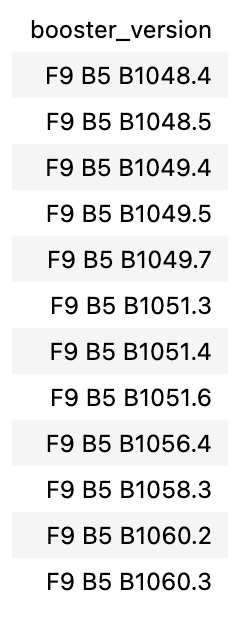 booster_version
F9 B5 B1048.4
F9 B5 B1048.5
F9 B5 B1049.4
F9 B5 B1049.5
F9 B5 B1049.7
F9 B5 B1051.3
F9 B5 B1051.4
F9 B5 B1051.6
F9 B5 B1056.4
F9 B5 B1058.3
F9 B5 B1060.2
F9 B5 B1060.3